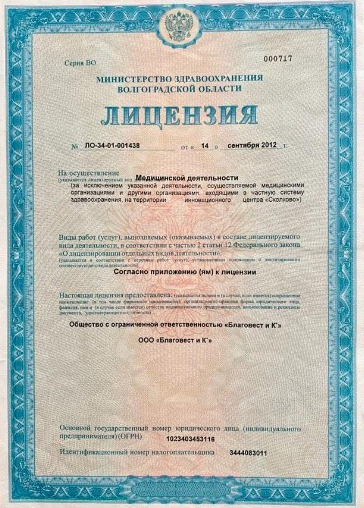 Серия ВО
000717
МИНИСТЕРСТВО ЗДРАВООХРАНЕНИЯ
ВОЛГОГРАДСКОЙ ОБЛАСТИ
ЛИЦЕНЗИЯ
№ ЛО-34-01-001438 от « 14 » сентября 2012 г.
На осуществление Медицинской деятельности
(за исключением указанной деятельности, осуществляемой медицинскими
организациями и другими организациями, входящими в частную систему
здравоохранения, на территории инновационного центра «Сколково»)
Виды работ (услуг), выполняемых (оказываемых) в составе лицензируемого
вида деятельности, в соответствии с частью 2 статьи 12 Федерального закона
«О лицензировании отдельных видов деятельности»:
Согласно приложению (ям) к лицензии
Настоящая лицензия предоставлена:
Общество с ограниченной ответственностью «Благовест и К°»
ООО «Благовест и К°»
Основной государственный номер юридического лица (индивидуального
предпринимателя) (ОГРН) 1023403453116
Идентификационный номер налогоплательщика 3444083011